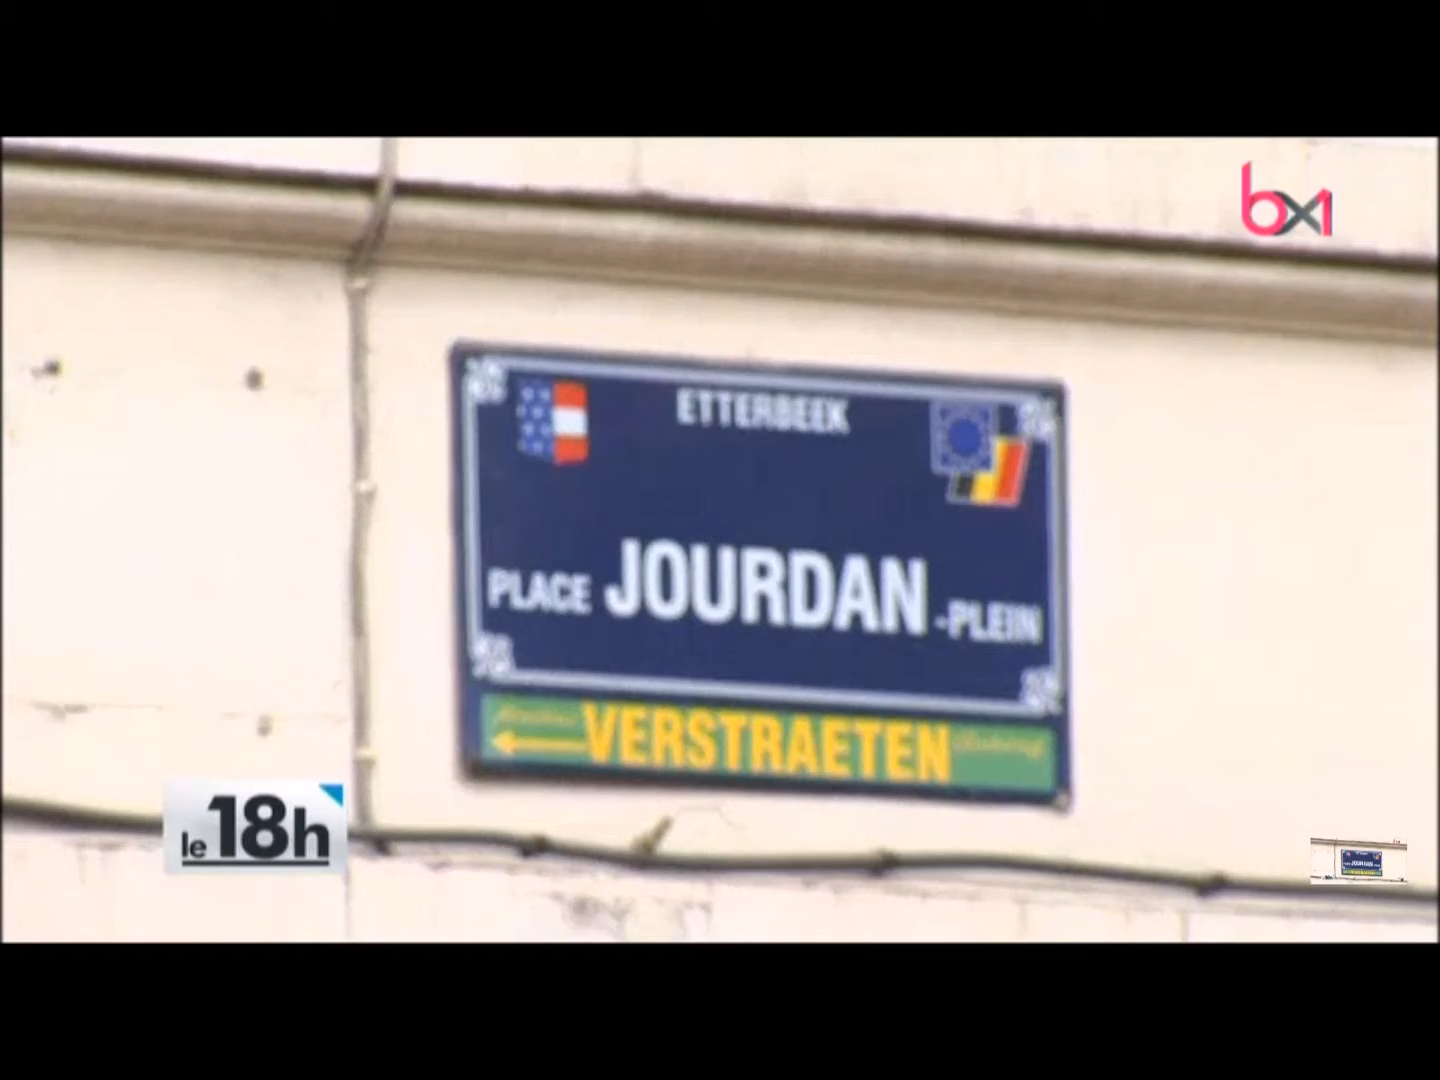 bx1
ETTERBEEK
PLACE JOURDAN -PLEIN
VERSTRAETEN
le 18h